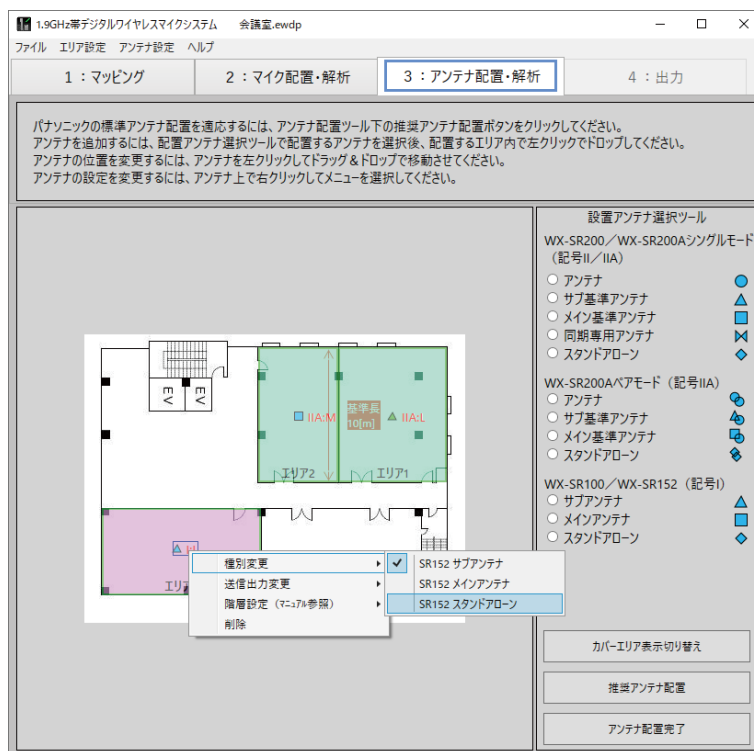 1.9GHz帯デジタルワイヤレスマイクシステム　会議室.ewdp
ファイル エリア設定 アンテナ設定 ヘルプ
1：マッピング 2：マイク配置・解析 3：アンテナ配置・解析 4：出力
パナソニックの標準アンテナ配置を適応するには、アンテナ配置ツール下の推奨アンテナ配置ボタンをクリックしてください。
アンテナを追加するには、配置アンテナ選択ツールで配置するアンテナを選択後、配置するエリア内で左クリックでドロップしてください。
アンテナの位置を変更するには、アンテナを左クリックしてドラッグ＆ドロップで移動させてください。
アンテナの設定を変更するには、アンテナ上で右クリックしてメニューを選択してください。
EV EV
基準長
10[m]
IIA:M
IIA:L
エリア2 エリア1
エリ
種別変更
送信出力変更
階層設定（マニュアル参照）
削除
SR152 サブアンテナ
SR152 メインアンテナ
SR152 スタンドアローン
設置アンテナ選択ツール
WX-SR200／WX-SR200Aシングルモード
（記号II／IIA）
アンテナ
サブ基準アンテナ
メイン基準アンテナ
同期専用アンテナ
スタンドアローン
WX-SR200Aペアモード（記号IIA）
アンテナ
サブ基準アンテナ
メイン基準アンテナ
スタンドアローン
WX-SR100／WX-SR152（記号I）
サブアンテナ
メインアンテナ
スタンドアローン
カバーエリア表示切り替え
推奨アンテナ配置
アンテナ配置完了